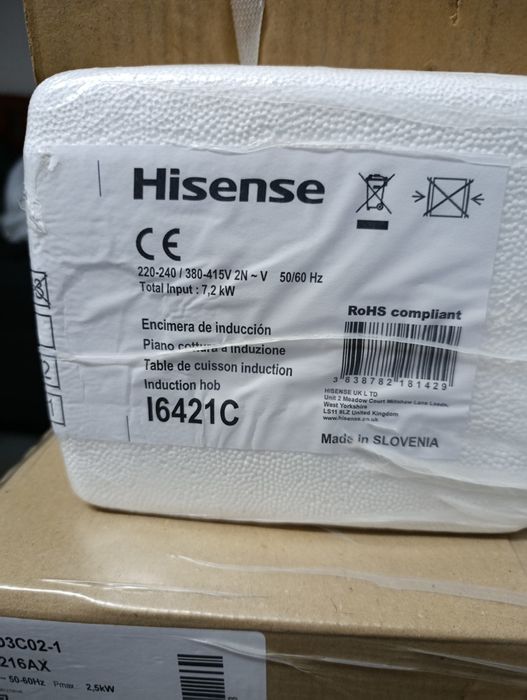 Hisense
CE
220-240 / 380-415V 2N ~ V 50/60 Hz
Total Input : 7,2 kW
RoHS compliant
Encimera de inducción
Piano cottura a induzione
Table de cuisson induction
Induction hob
I6421C
3 838782 181429
HISENSE UK LTD
Unit 2 Meadow Court Millshaw Lane Leeds,
West Yorkshire
LS11 8LZ United Kingdom
www.hisense.co.uk
Made in SLOVENIA
03C02-1
216AX
~ 50-60Hz Pmax.: 2,5kW